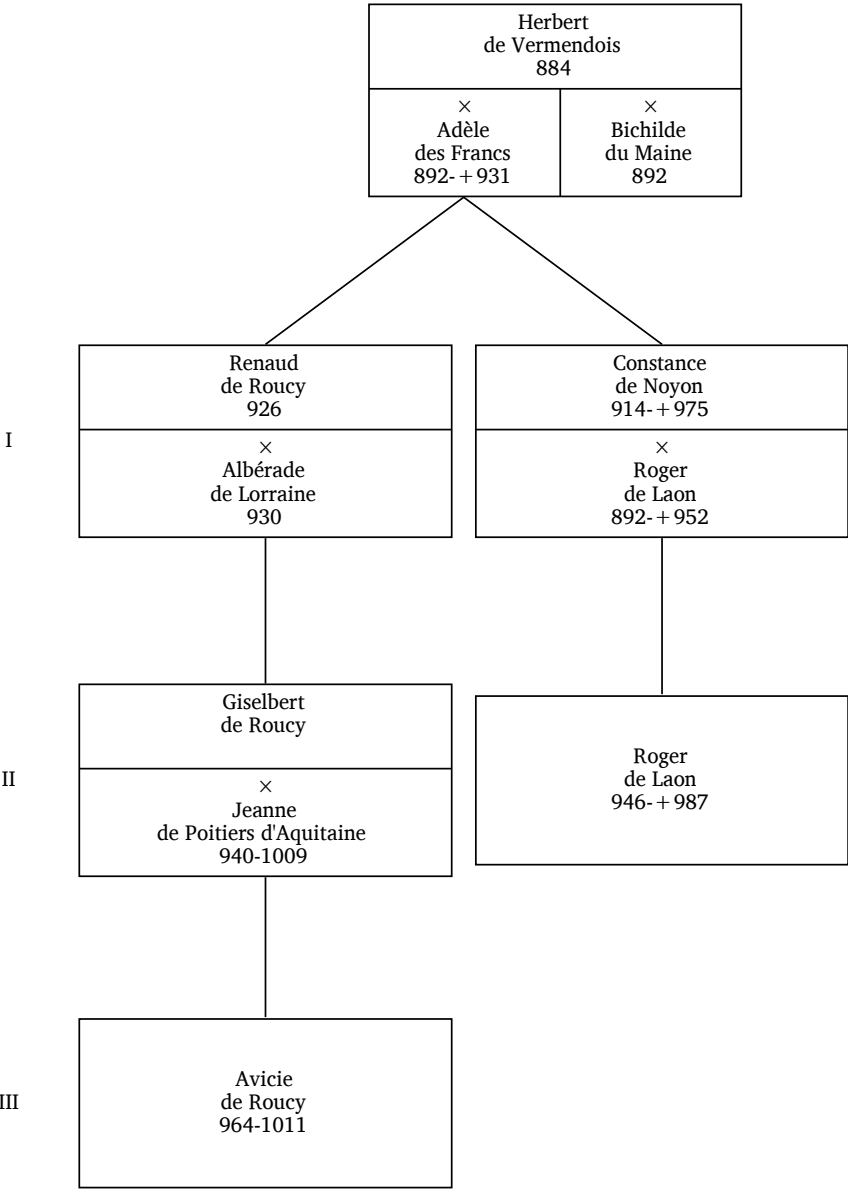 Herbert
de Vermendois
884
×
Adèle
des Francs
892-+931
×
Bichilde
du Maine
892
I
Renaud
de Roucy
926
×
Albérade
de Lorraine
930
Constance
de Noyon
914-+975
×
Roger
de Laon
892-+952
II
Giselbert
de Roucy
×
Jeanne
de Poitiers d'Aquitaine
940-1009
Roger
de Laon
946-+987
III
Avicie
de Roucy
964-1011